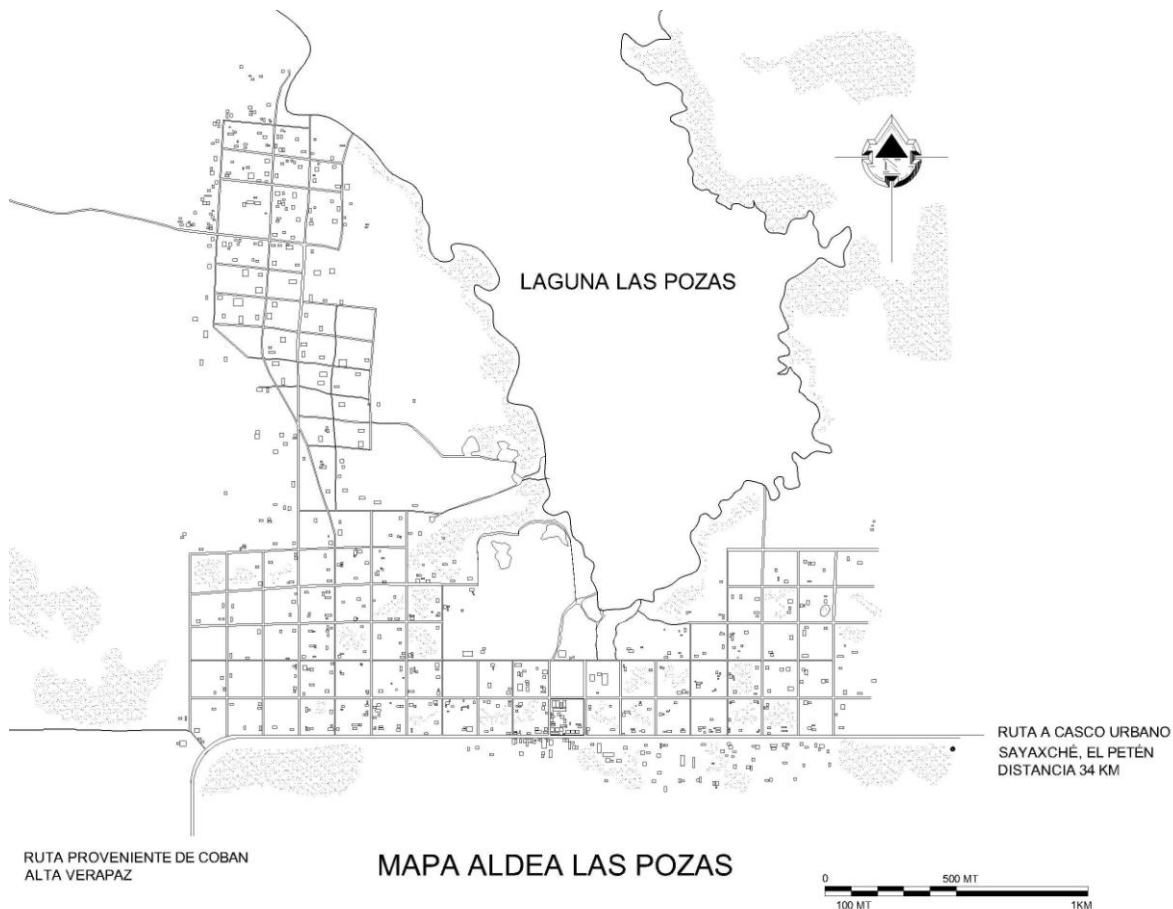 LAGUNA LAS POZAS
RUTA A CASCO URBANO
SAYAXCHÉ, EL PETÉN
DISTANCIA 34 KM
RUTA PROVENIENTE DE COBAN
ALTA VERAPAZ
MAPA ALDEA LAS POZAS
0 500 MT
100 MT 1KM